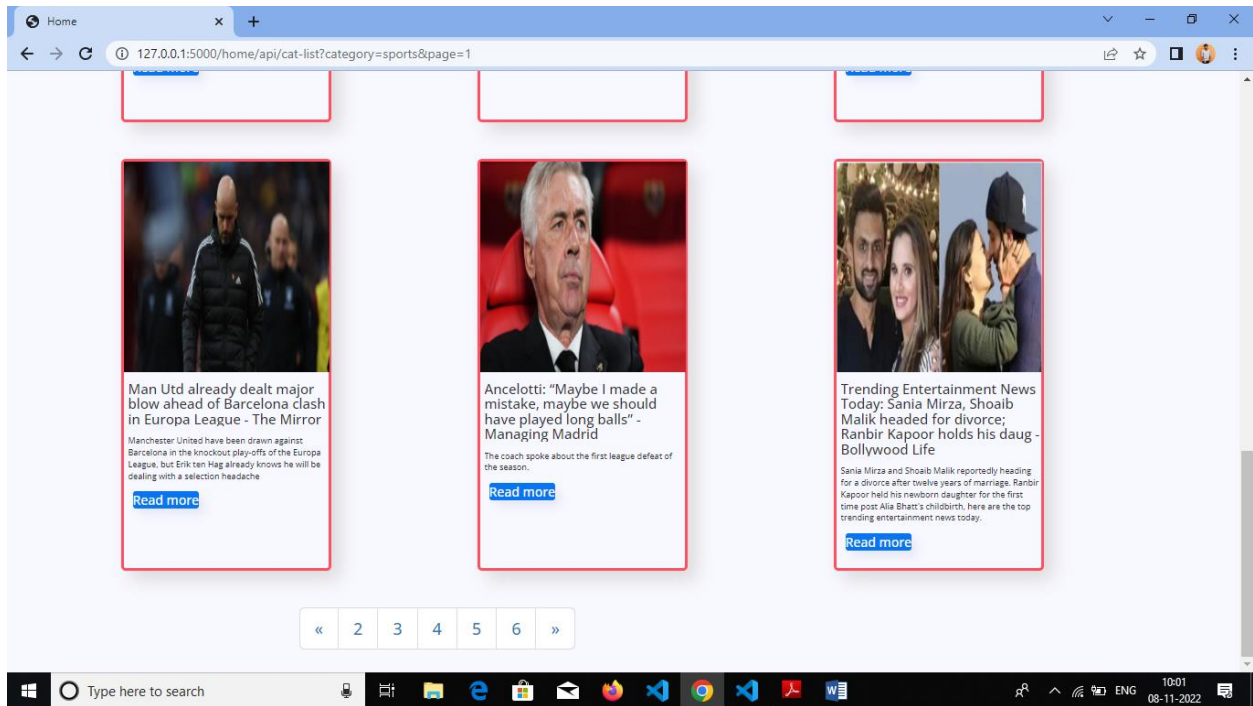 Home
127.0.0.1:5000/home/api/cat-list?category=sports&page=1
Read more
Read more
Man Utd already dealt major
blow ahead of Barcelona clash
in Europa League - The Mirror
Manchester United have been drawn against
Barcelona in the knockout play-offs of the Europa
League, but Erik ten Hag already knows he will be
dealing with a selection headache
Read more
Ancelotti: “Maybe I made a
mistake, maybe we should
have played long balls” -
Managing Madrid
The coach spoke about the first league defeat of
the season.
Read more
Trending Entertainment News
Today: Sania Mirza, Shoaib
Malik headed for divorce;
Ranbir Kapoor holds his daug -
Bollywood Life
Sania Mirza and Shoaib Malik reportedly heading
for a divorce after twelve years of marriage. Ranbir
Kapoor held his newborn daughter for the first
time post Alia Bhatt's childbirth, here are the top
trending entertainment news today.
Read more
« 2 3 4 5 6 »
Type here to search
ENG
10:01
08-11-2022